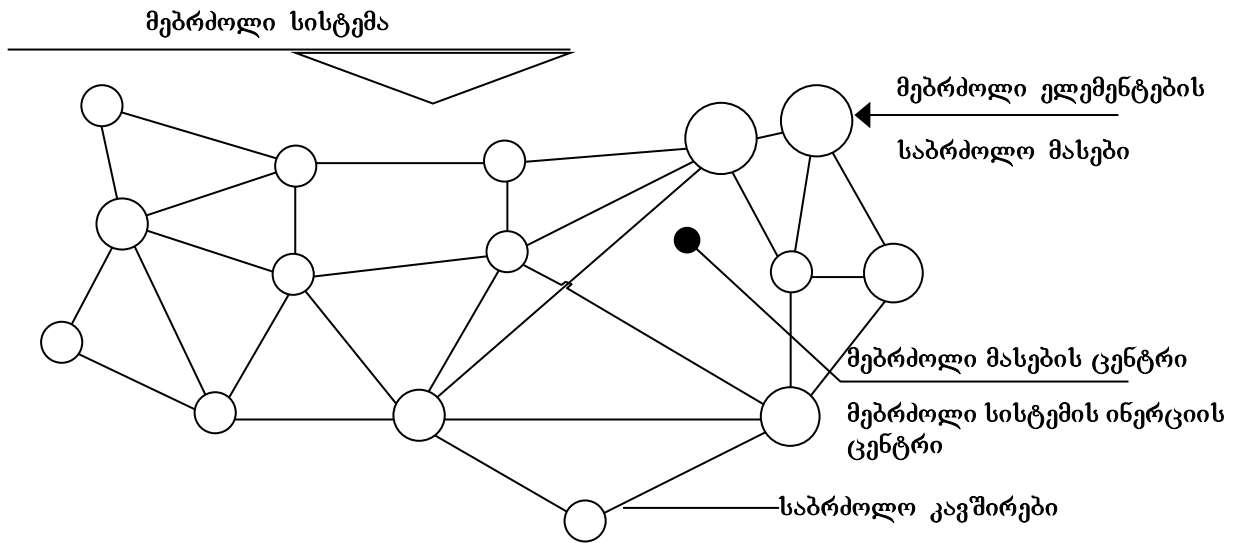 მებრძოლი სისტემა
მებრძოლი ელემენტების
საბრძოლო მასები
მებრძოლი მასების ცენტრი
მებრძოლი სისტემის ინერციის
ცენტრი
საბრძოლო კავშირები